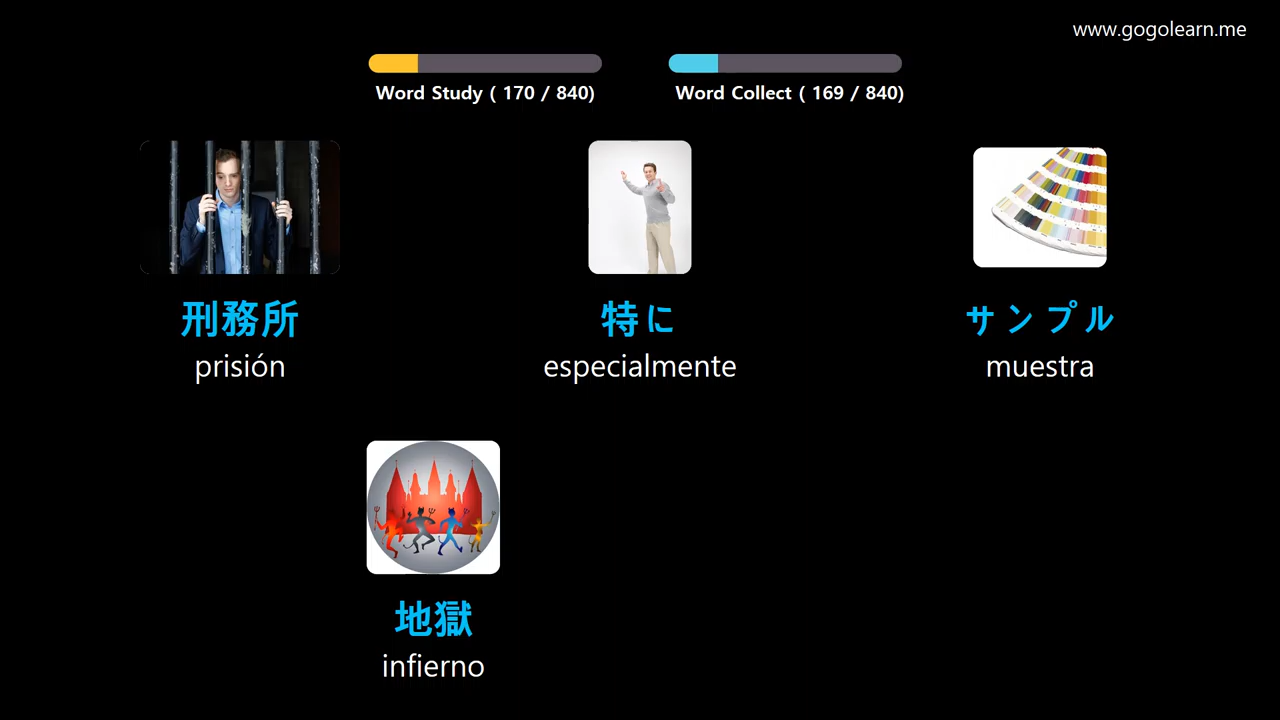 www.gogolearn.me
Word Study ( 170 / 840)
Word Collect ( 169 / 840)
刑務所
prisión
特に
especialmente
サンプル
muestra
地獄
infierno